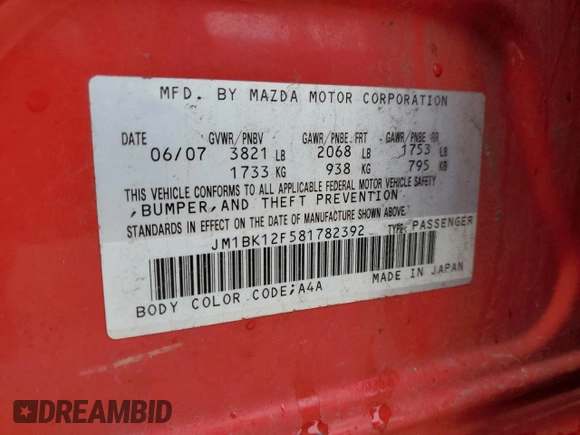 MFD. BY MAZDA MOTOR CORPORATION
DATE GVWR/PNBV GAWR/PNBE FRT GAWR/PNBE RR
06/07 3821 LB 2068 LB 1753 LB
1733 KG 938 KG 795 KG
THIS VEHICLE CONFORMS TO ALL APPLICABLE FEDERAL MOTOR VEHICLE SAFETY
,BUMPER,AND THEFT PREVENTION
STANDARDS IN EFFECT ON THE DATE OF MANUFACTURE SHOWN ABOVE.
JM1BK12F581782392 TYPE: PASSENGER
BODY COLOR CODE;A4A MADE IN JAPAN
DREAMBID